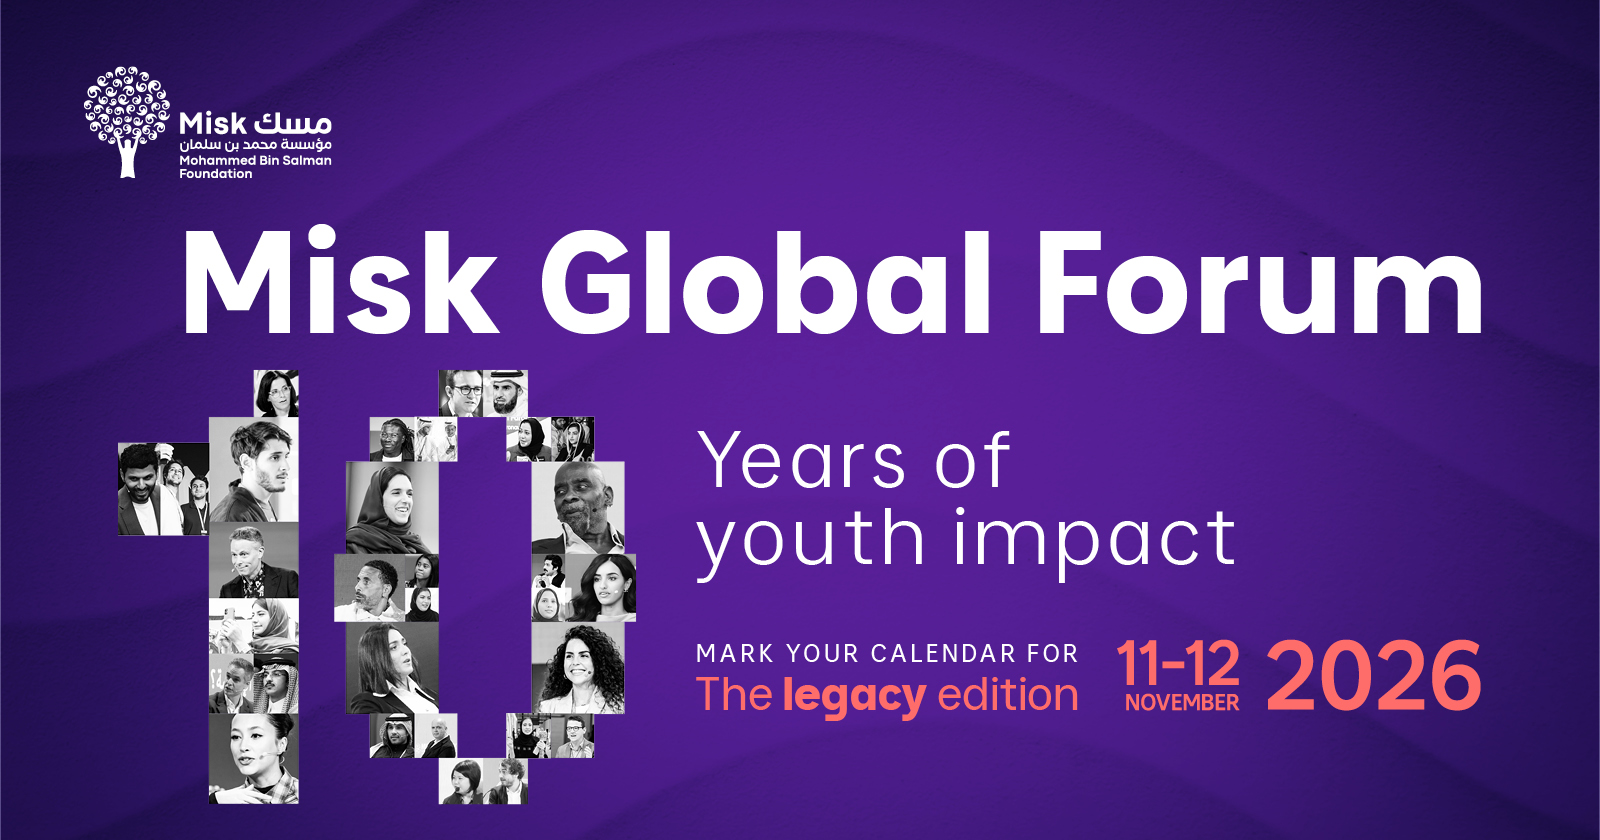 Misk مسك
مؤسسة محمد بن سلمان
Mohammed Bin Salman
Foundation
Misk Global Forum
Years of
youth impact
MARK YOUR CALENDAR FOR
The legacy edition
11-12
NOVEMBER
2026